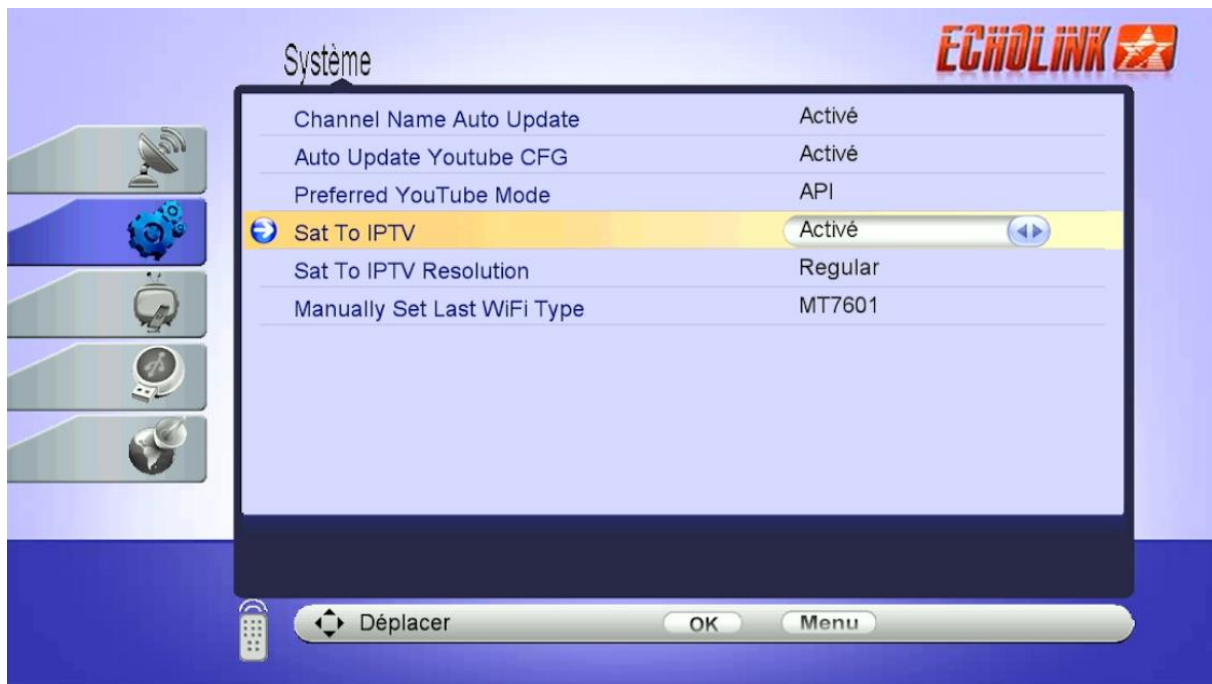 Système
ECHOLINK
Channel Name Auto Update Activé
Auto Update Youtube CFG Activé
Preferred YouTube Mode API
Sat To IPTV Activé
Sat To IPTV Resolution Regular
Manually Set Last WiFi Type MT7601
Déplacer OK Menu